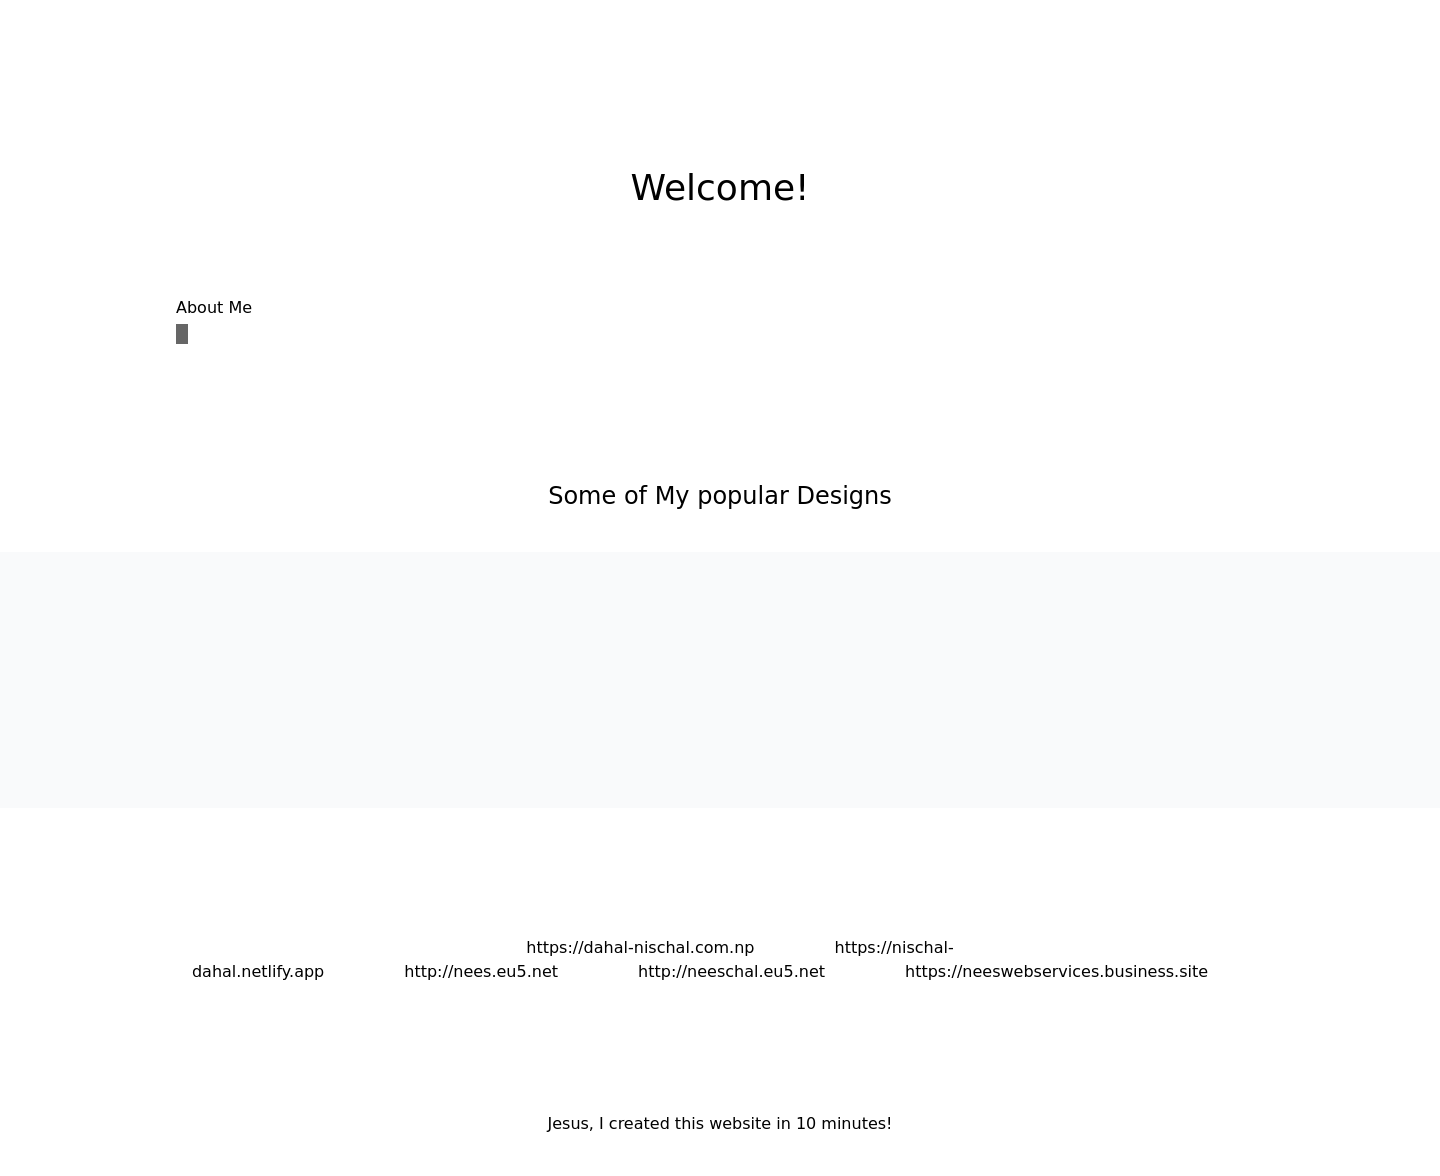 Welcome!
About Me
Some of My popular Designs
https://dahal-nischal.com.np https://nischal-
dahal.netlify.app http://nees.eu5.net http://neeschal.eu5.net https://neeswebservices.business.site
Jesus, I created this website in 10 minutes!